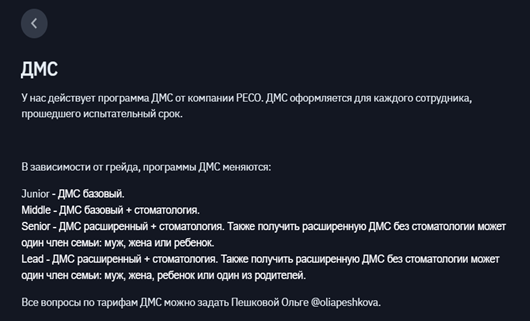 ДМС
У нас действует программа ДМС от компании РЕСО. ДМС оформляется для каждого сотрудника,
прошедшего испытательный срок.
В зависимости от грейда, программы ДМС меняются:
Junior - ДМС базовый.
Middle - ДМС базовый + стоматология.
Senior - ДМС расширенный + стоматология. Также получить расширенную ДМС без стоматологии может
один член семьи: муж, жена или ребенок.
Lead - ДМС расширенный + стоматология. Также получить расширенную ДМС без стоматологии может
один член семьи: муж, жена, ребенок или один из родителей.
Все вопросы по тарифам ДМС можно задать Пешковой Ольге @oliapeshkova.